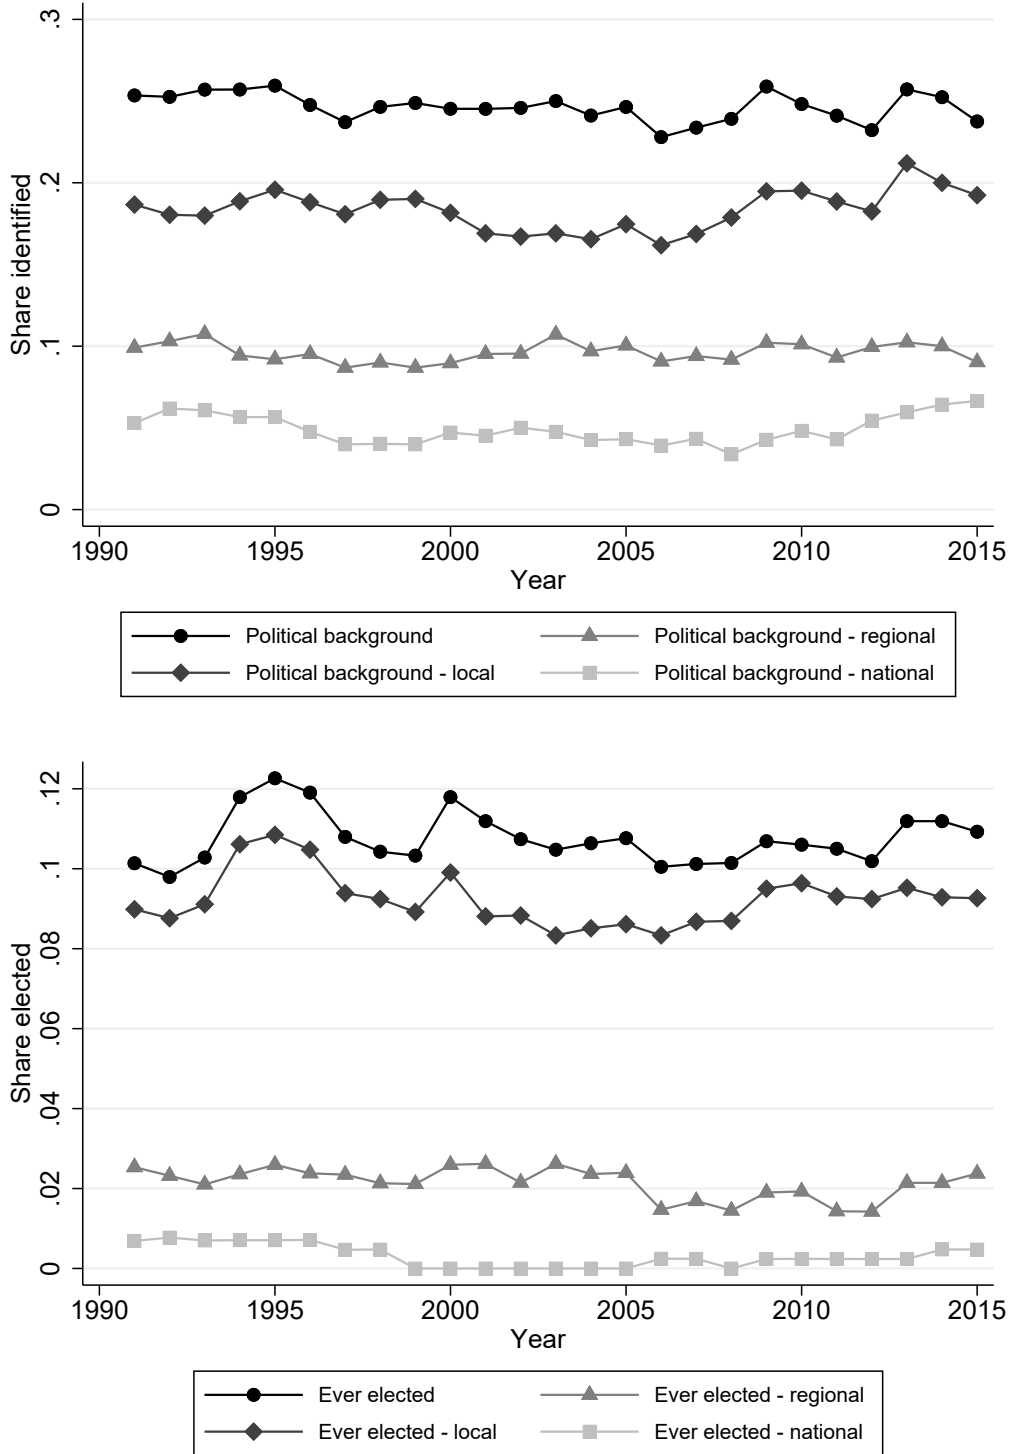 .3
.2
.1
0
Share identified
1990 1995 2000 2005 2010 2015
Year
Political background Political background - regional
Political background - local Political background - national
.12
.1
.08
.06
.04
.02
0
Share elected
1990 1995 2000 2005 2010 2015
Year
Ever elected Ever elected - regional
Ever elected - local Ever elected - national